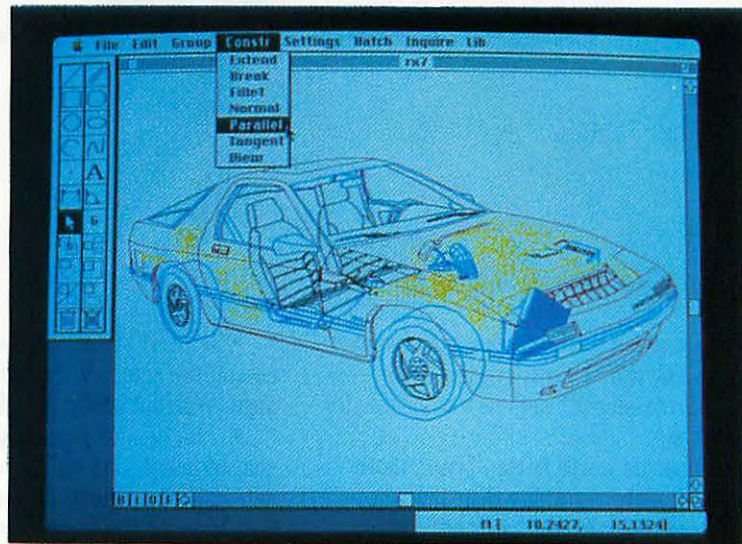 File Edit Group Constr Settings Hatch Inquire Lib
rx7
Extend
Break
Fillet
Normal
Parallel
Tangent
View
A
B I O F
10.2427, 15.1324